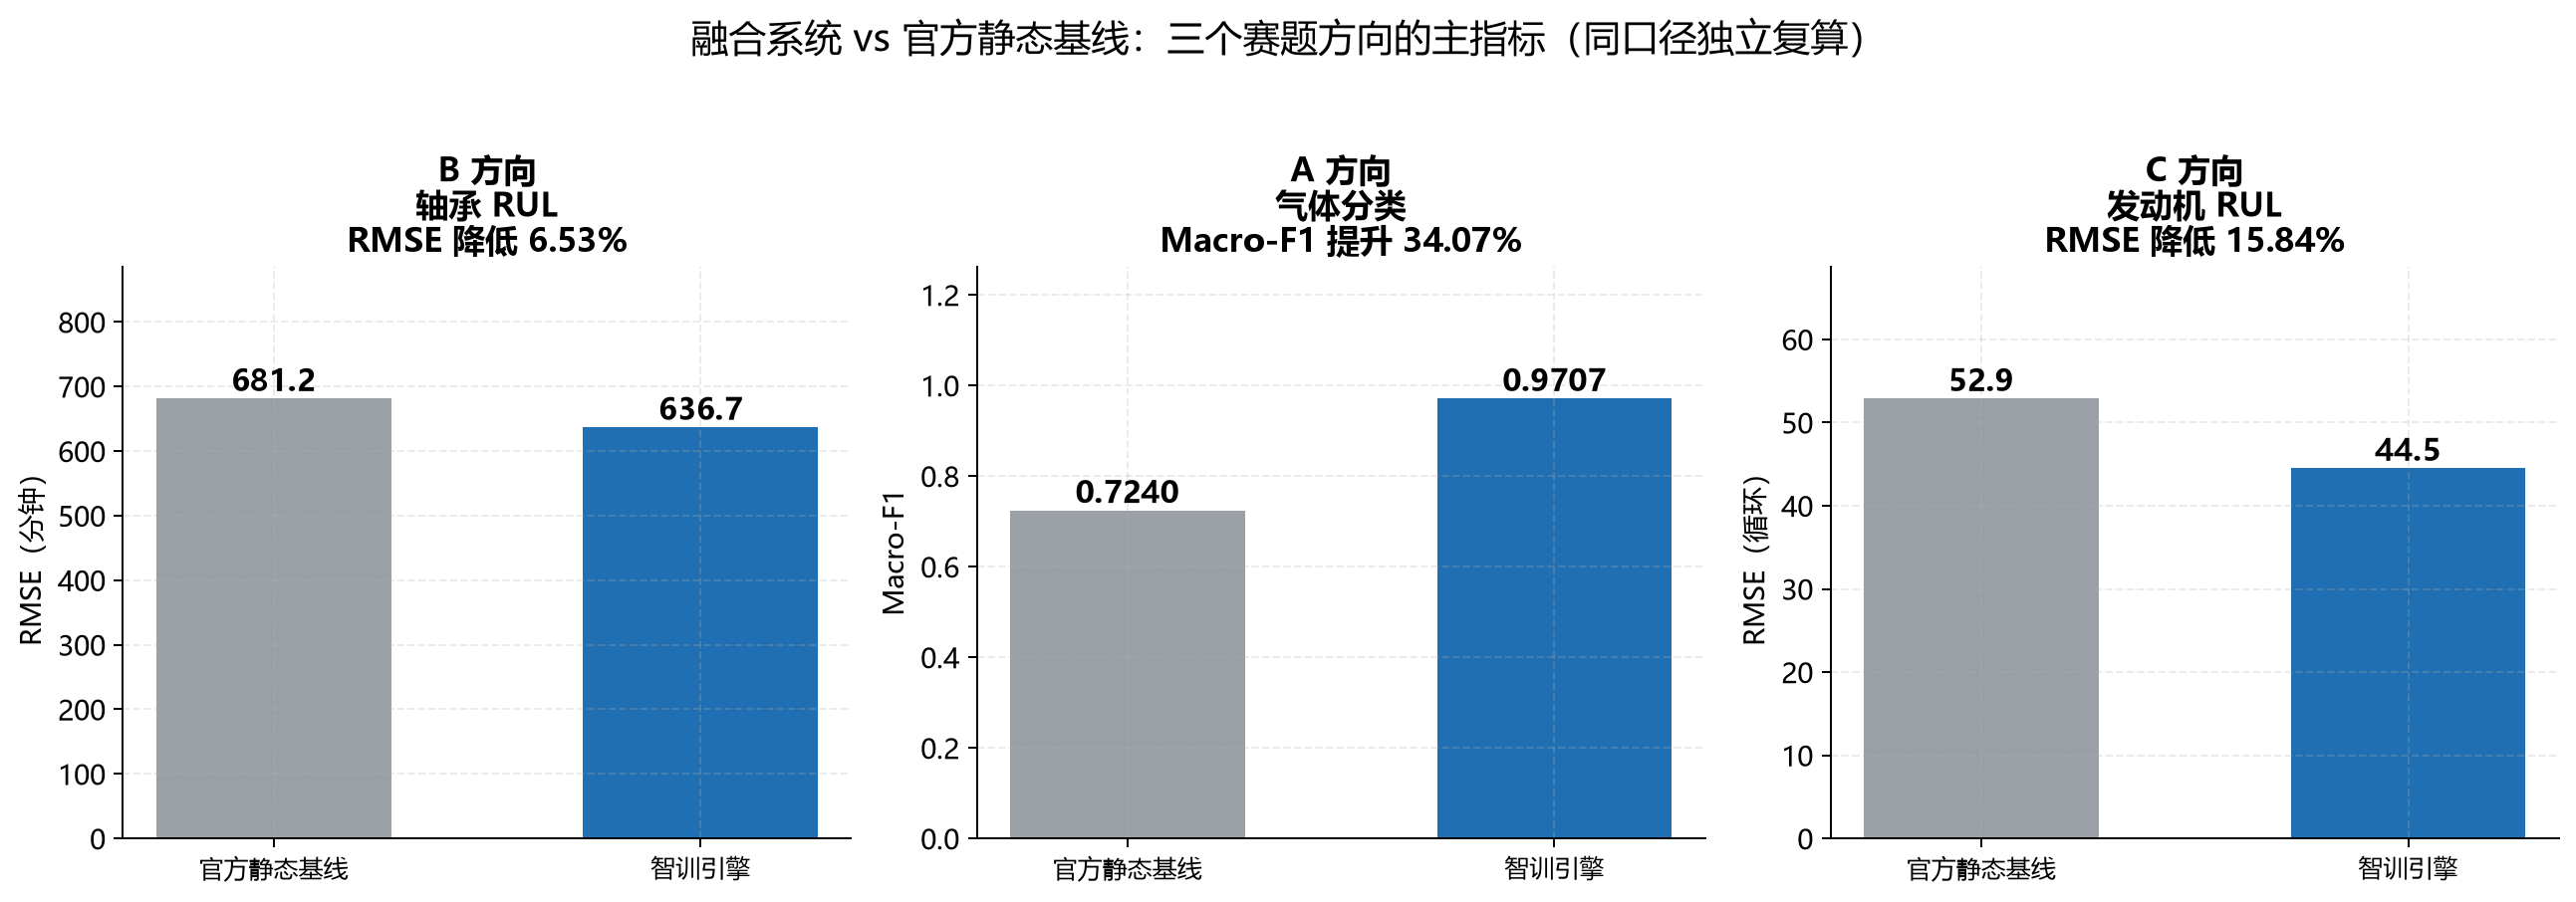 融合系统 vs 官方静态基线：三个赛题方向的主指标（同口径独立复算）
B 方向
轴承 RUL
RMSE 降低 6.53%
RMSE（分钟）
800
700
600
500
400
300
200
100
0
681.2
636.7
官方静态基线
智训引擎
A 方向
气体分类
Macro-F1 提升 34.07%
Macro-F1
1.2
1.0
0.8
0.6
0.4
0.2
0.0
0.7240
0.9707
官方静态基线
智训引擎
C 方向
发动机 RUL
RMSE 降低 15.84%
RMSE（循环）
60
50
40
30
20
10
0
52.9
44.5
官方静态基线
智训引擎